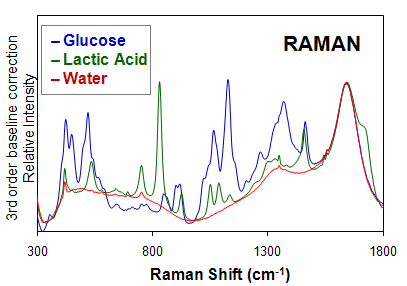 Glucose
Lactic Acid
Water
RAMAN
3rd order baseline correction
Relative Intensity
300
800
1300
1800
Raman Shift (cm-1)